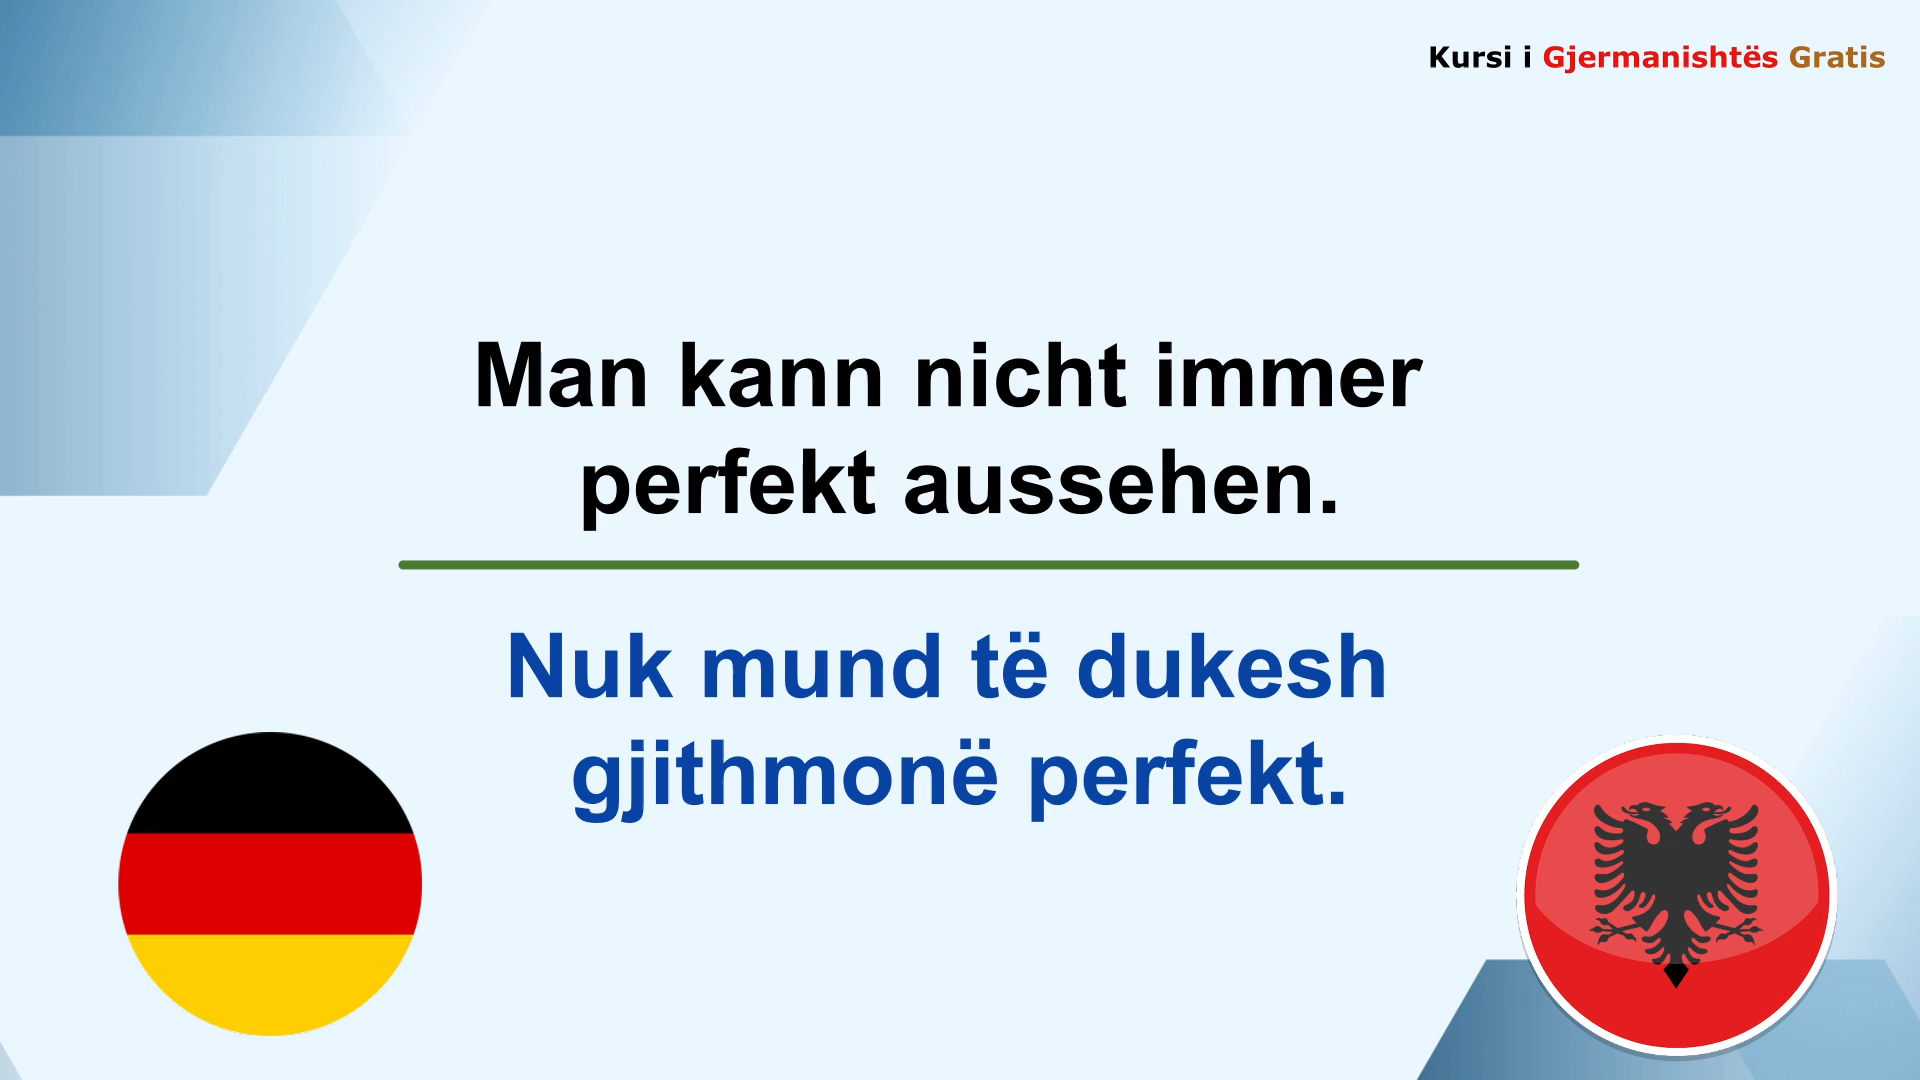 Kursi i Gjermanishtës Gratis
Man kann nicht immer
perfekt aussehen.
Nuk mund të dukesh
gjithmonë perfekt.